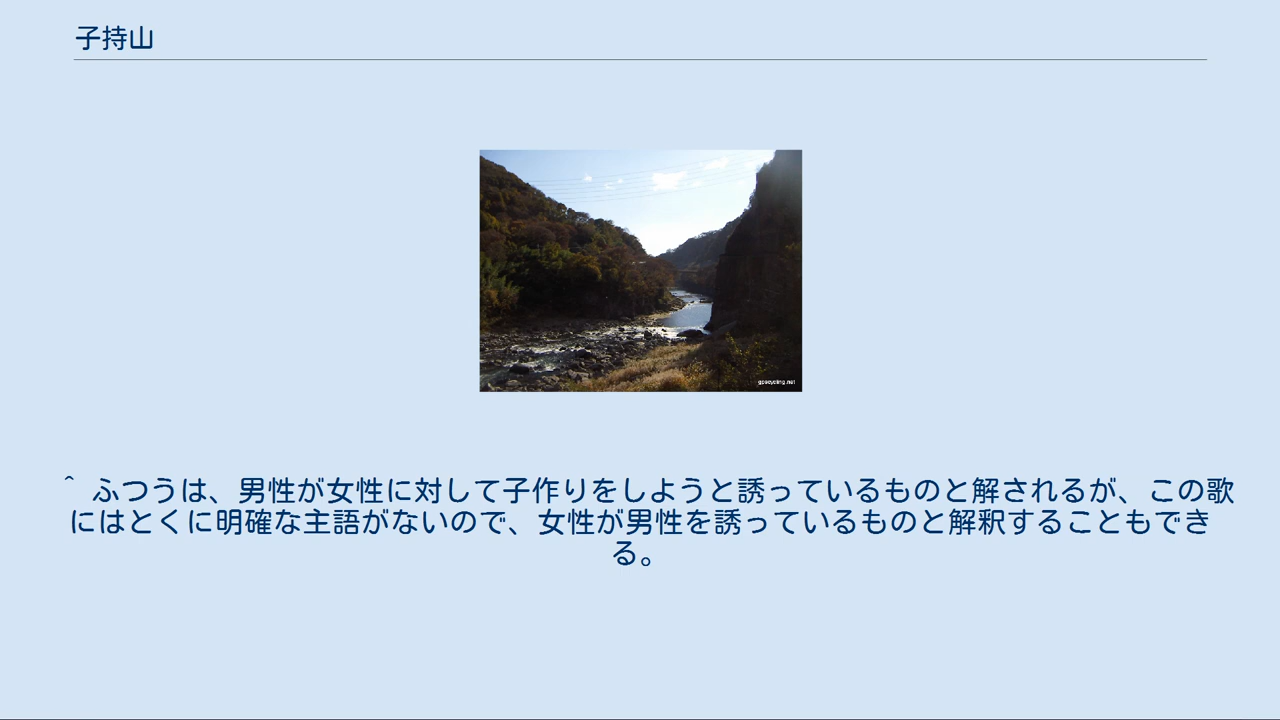 子持山
gpscycling.net
^ ふつうは、男性が女性に対して子作りをしようと誘っているものと解されるが、この歌
にはとくに明確な主語がないので、女性が男性を誘っているものと解釈することもでき
る。